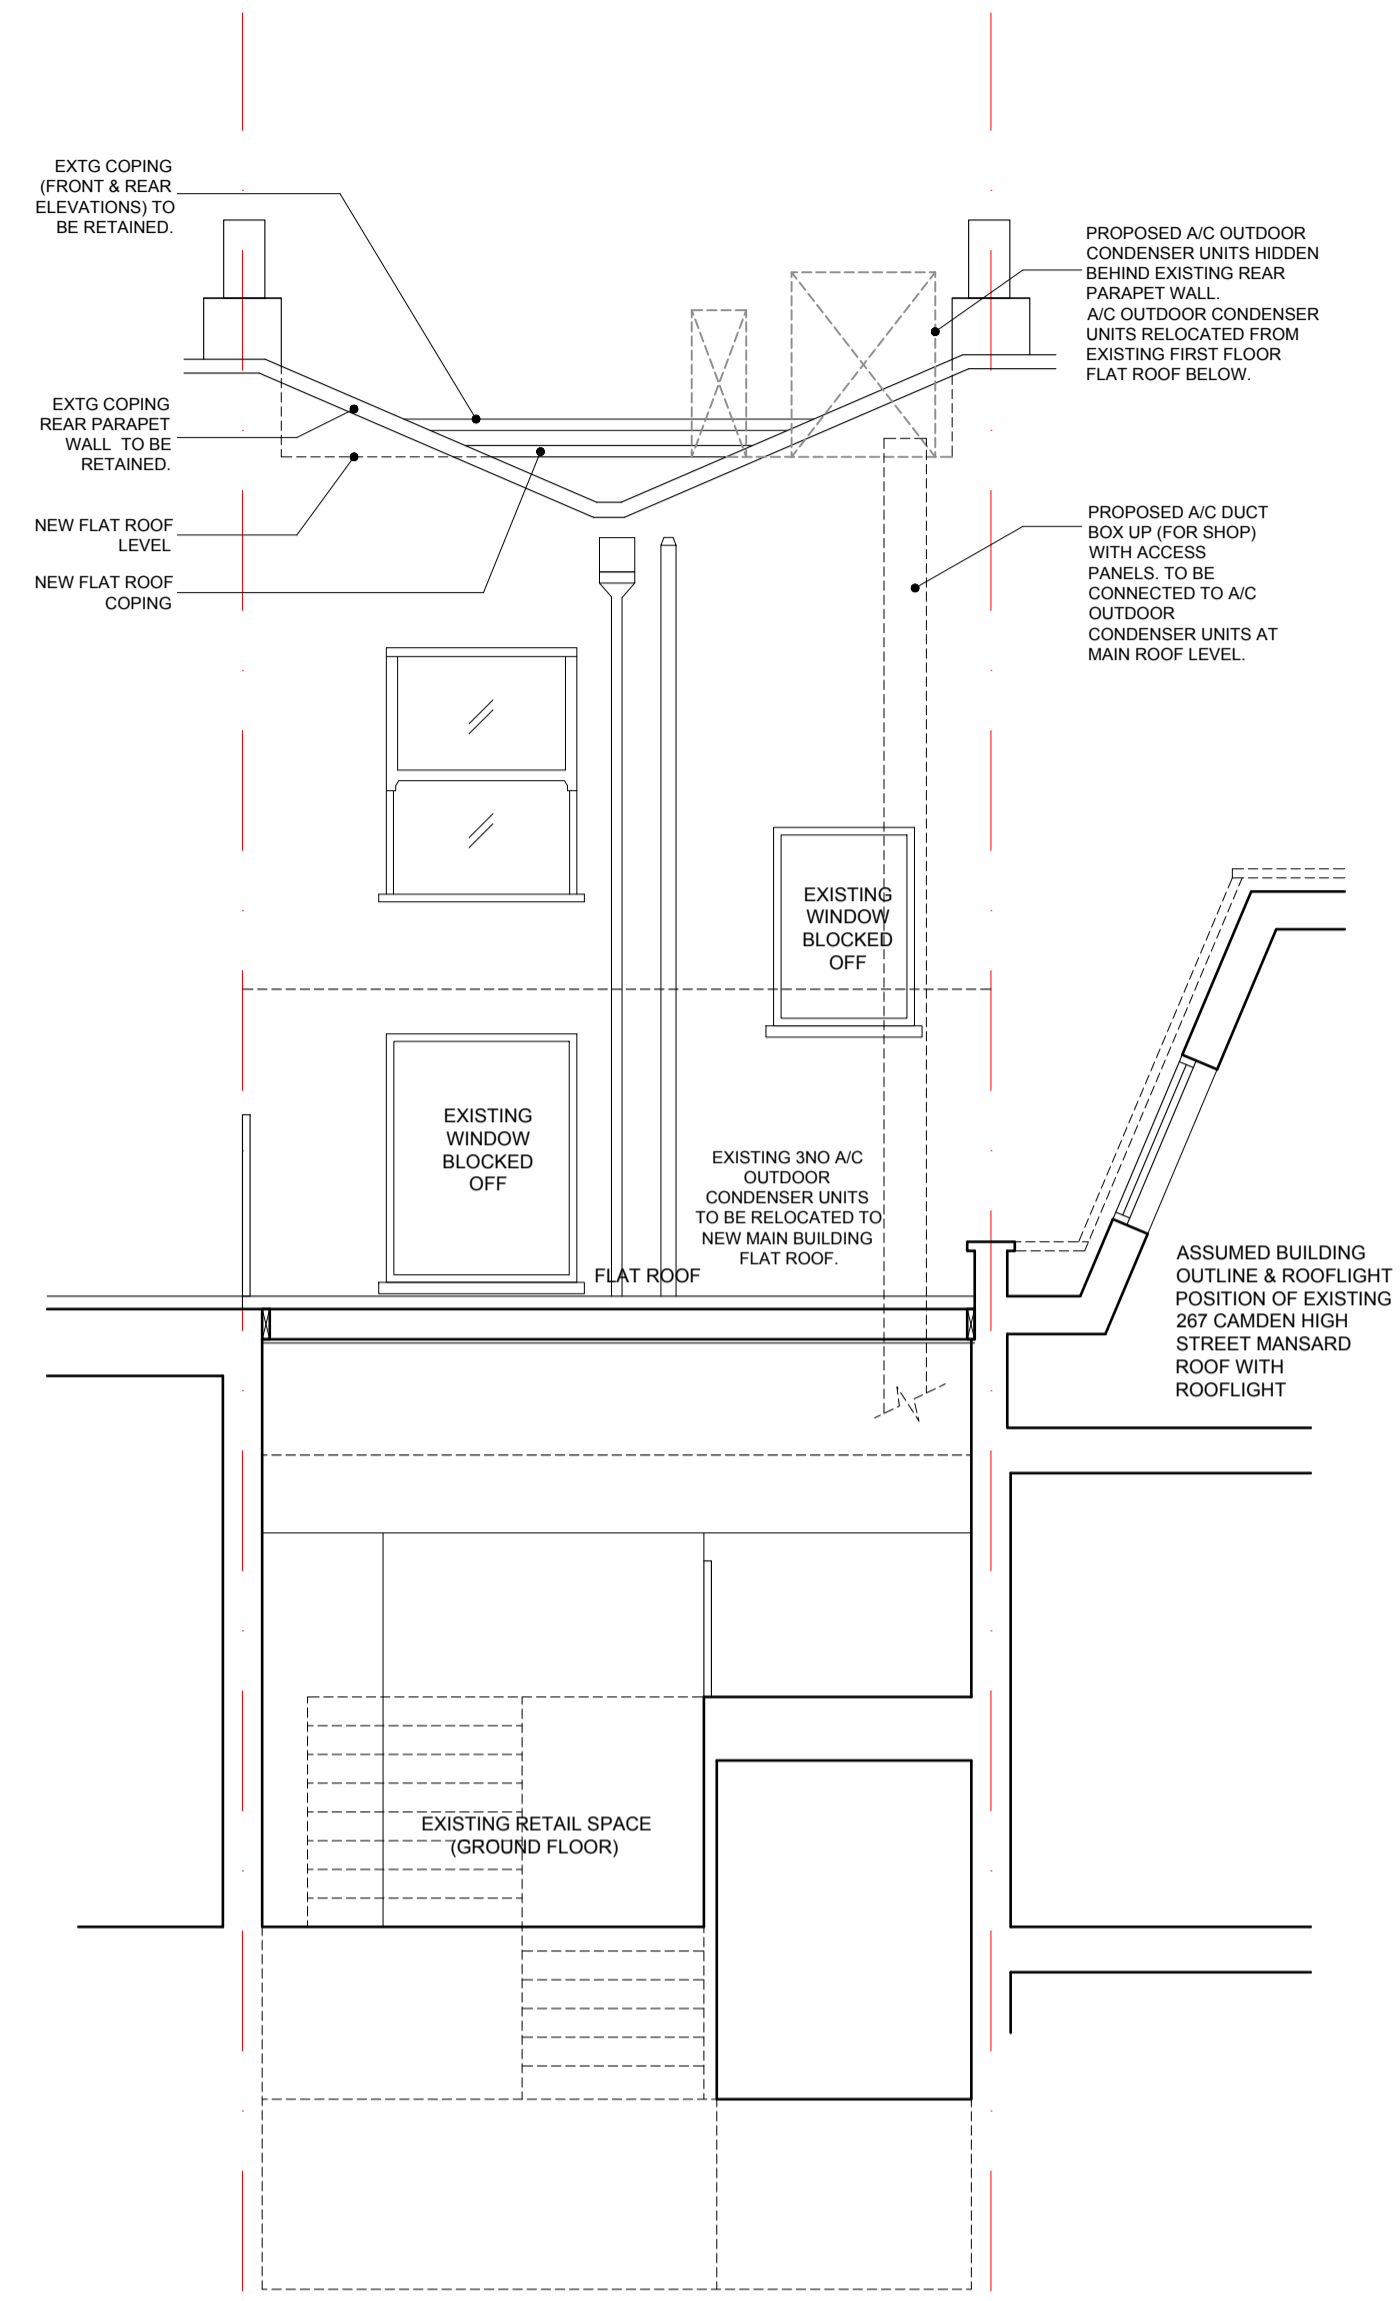 EXTG COPING
(FRONT & REAR
ELEVATIONS) TO
BE RETAINED.
PROPOSED A/C OUTDOOR
CONDENSER UNITS HIDDEN
BEHIND EXISTING REAR
PARAPET WALL.
A/C OUTDOOR CONDENSER
UNITS RELOCATED FROM
EXISTING FIRST FLOOR
FLAT ROOF BELOW.
EXTG COPING
REAR PARAPET
WALL TO BE
RETAINED.
NEW FLAT ROOF
LEVEL
NEW FLAT ROOF
COPING
PROPOSED A/C DUCT
BOX UP (FOR SHOP)
WITH ACCESS
PANELS. TO BE
CONNECTED TO A/C
OUTDOOR
CONDENSER UNITS AT
MAIN ROOF LEVEL.
EXISTING
WINDOW
BLOCKED
OFF
EXISTING
WINDOW
BLOCKED
OFF
EXISTING 3NO A/C
OUTDOOR
CONDENSER UNITS
TO BE RELOCATED TO
NEW MAIN BUILDING
FLAT ROOF.
FLAT ROOF
ASSUMED BUILDING
OUTLINE & ROOFLIGHT
POSITION OF EXISTING
267 CAMDEN HIGH
STREET MANSARD
ROOF WITH
ROOFLIGHT
EXISTING RETAIL SPACE
(GROUND FLOOR)